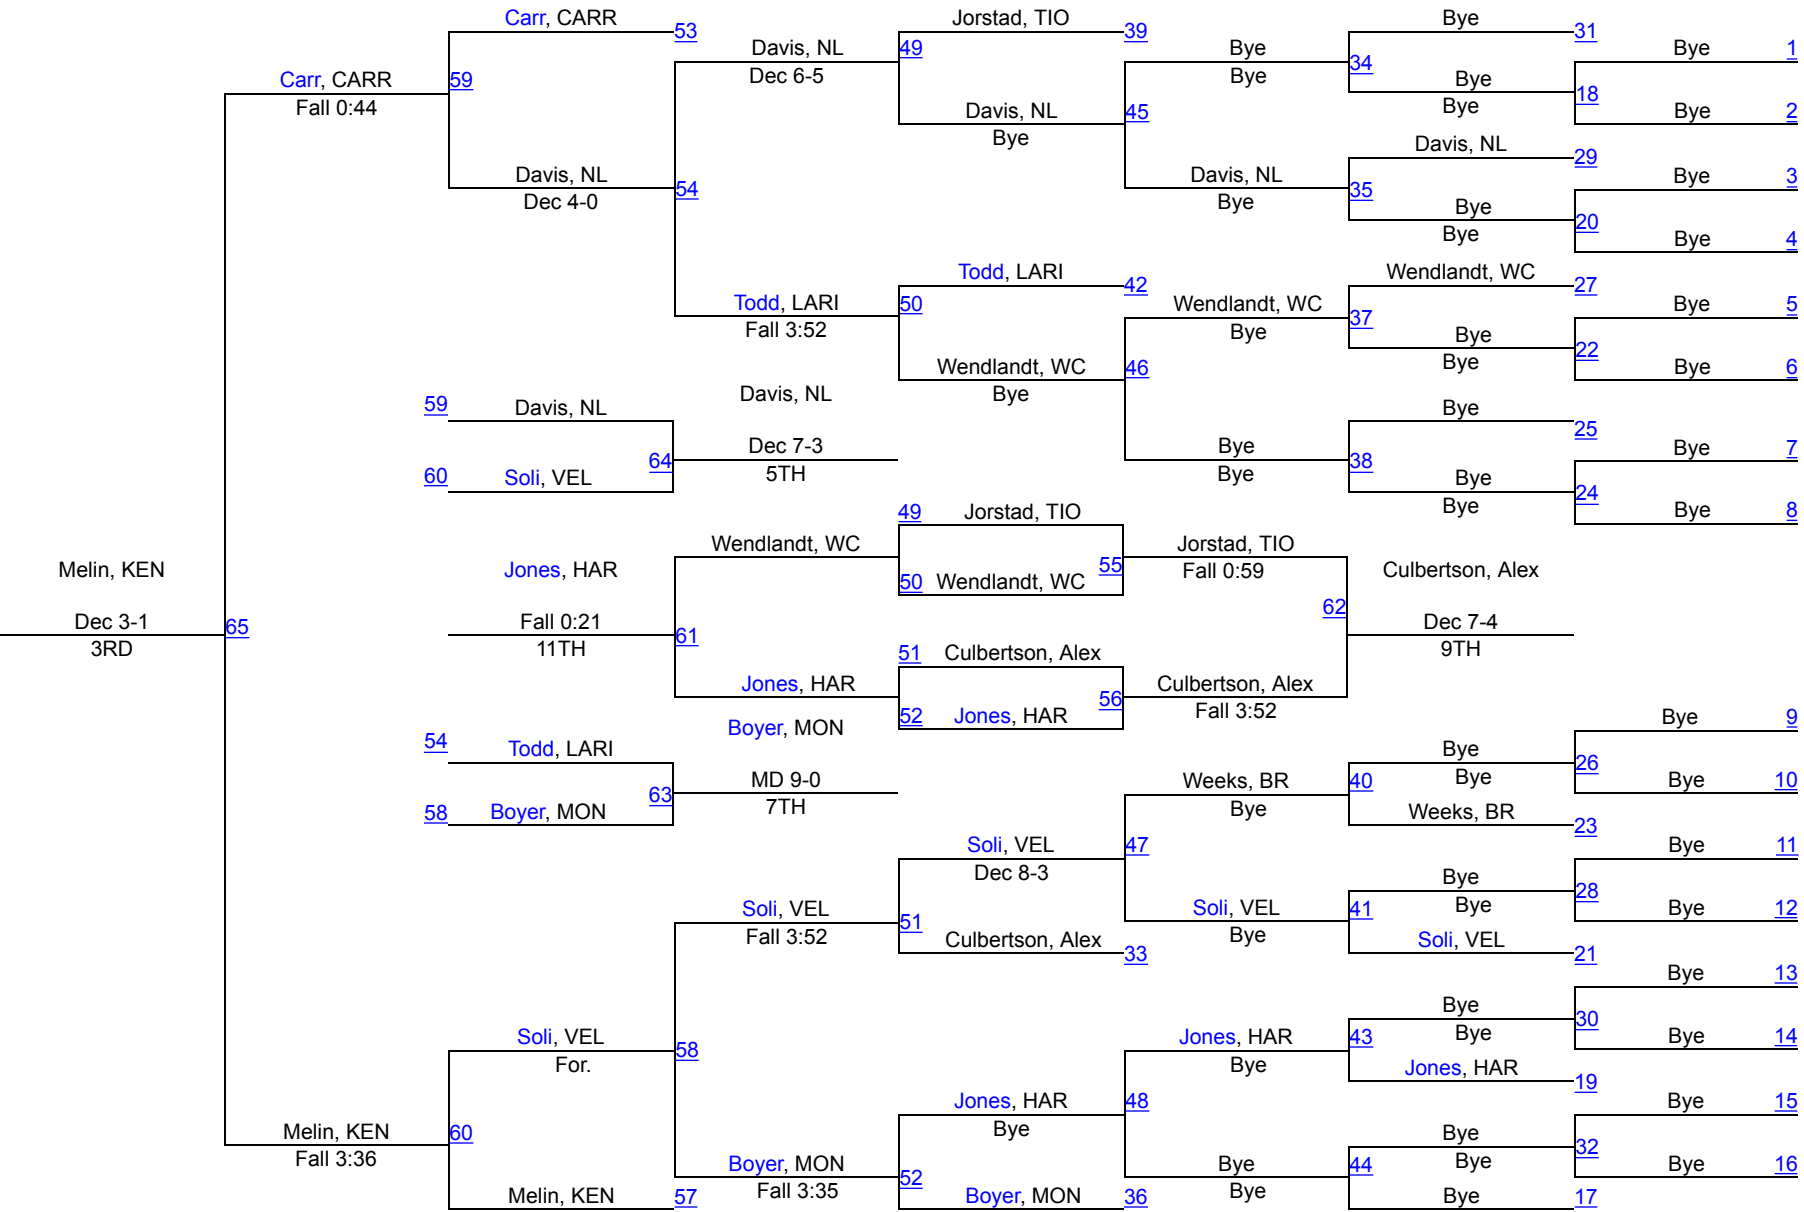 Carr, CARR
53
Jorstad, TIO
39
Bye
31
Davis, NL
49
Dec 6-5
Bye
34
Bye
Bye
1
Carr, CARR
59
Fall 0:44
Bye
18
Bye
Davis, NL
45
Bye
Bye
2
Davis, NL
29
Davis, NL
54
Dec 4-0
Davis, NL
35
Bye
Bye
3
Bye
20
Bye
Bye
4
Todd, LARI
42
Wendlandt, WC
27
Todd, LARI
50
Fall 3:52
Wendlandt, WC
37
Bye
Bye
5
Bye
22
Bye
Wendlandt, WC
46
Bye
Bye
6
Davis, NL
59
Davis, NL
Bye
25
Dec 7-3
5TH
64
Bye
38
Bye
Bye
7
60
Soli, VEL
Bye
24
Bye
Bye
8
49
Jorstad, TIO
Wendlandt, WC
Jorstad, TIO
Fall 0:59
55
50
Wendlandt, WC
Melin, KEN
Jones, HAR
Culbertson, Alex
62
Dec 3-1
65
3RD
Fall 0:21
61
11TH
Dec 7-4
9TH
51
Culbertson, Alex
Jones, HAR
Culbertson, Alex
Fall 3:52
56
52
Jones, HAR
Boyer, MON
Bye
9
54
Todd, LARI
Bye
26
Bye
MD 9-0
7TH
63
Weeks, BR
40
Bye
Bye
10
58
Boyer, MON
Weeks, BR
23
Soli, VEL
47
Dec 8-3
Bye
11
Bye
28
Bye
Soli, VEL
51
Fall 3:52
Soli, VEL
41
Bye
Bye
12
Culbertson, Alex
33
Soli, VEL
21
Bye
13
Bye
30
Bye
Soli, VEL
58
For.
Jones, HAR
43
Bye
Bye
14
Jones, HAR
19
Jones, HAR
48
Bye
Bye
15
Melin, KEN
60
Fall 3:36
Bye
32
Bye
Boyer, MON
52
Fall 3:35
Bye
44
Bye
Bye
16
Melin, KEN
57
Boyer, MON
36
Bye
17